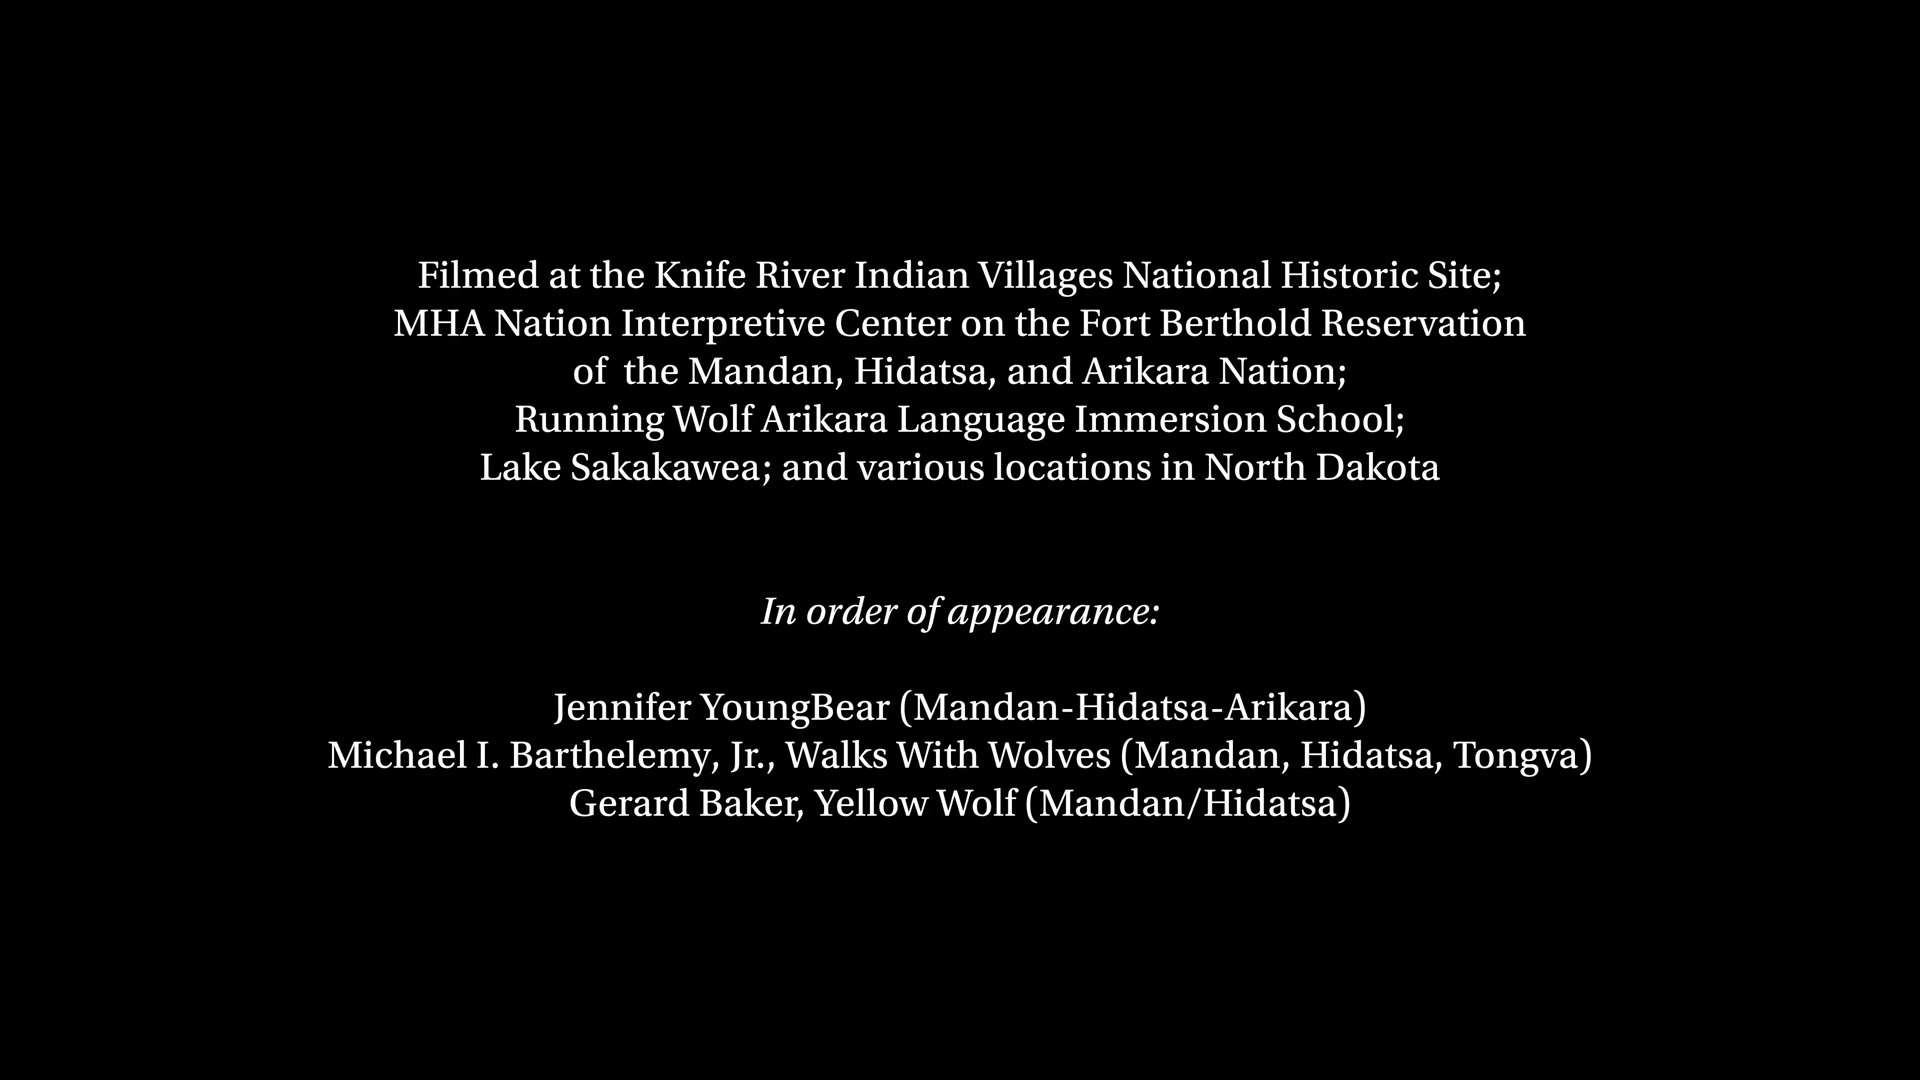 Filmed at the Knife River Indian Villages National Historic Site;
MHA Nation Interpretive Center on the Fort Berthold Reservation
of  the Mandan, Hidatsa, and Arikara Nation;
Running Wolf Arikara Language Immersion School;
Lake Sakakawea; and various locations in North Dakota
In order of appearance:
Jennifer YoungBear (Mandan-Hidatsa-Arikara)
Michael I. Barthelemy, Jr., Walks With Wolves (Mandan, Hidatsa, Tongva)
Gerard Baker, Yellow Wolf (Mandan/Hidatsa)